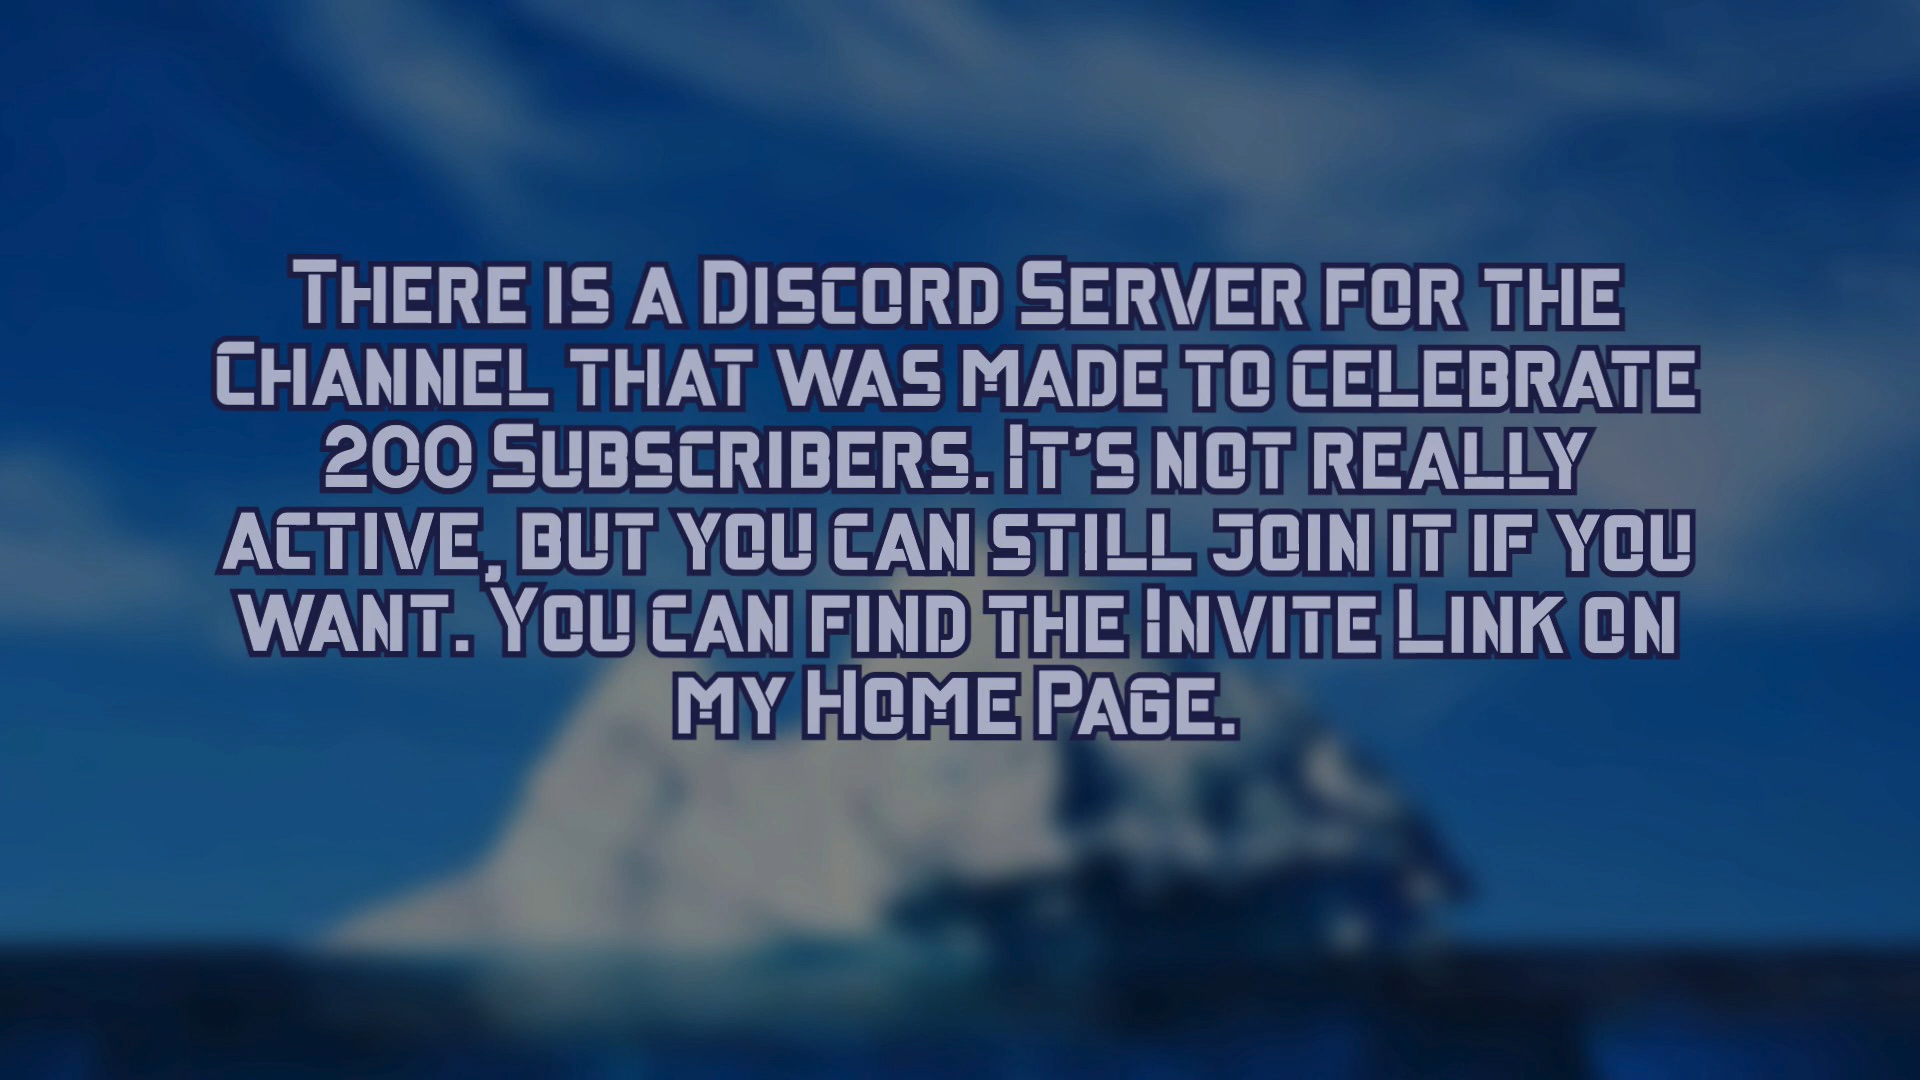 There is a Discord Server for the
Channel that was made to celebrate
200 Subscribers. It's not really
active, but you can still join it if you
want. You can find the Invite Link on
my Home Page.